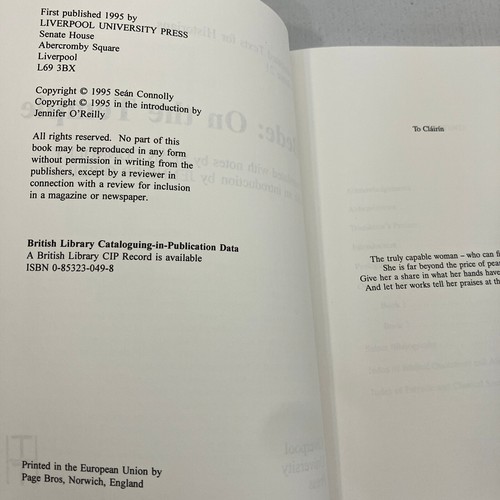 First published 1995 by
LIVERPOOL UNIVERSITY PRESS
Senate House
Abercromby Square
Liverpool
L69 3BX
Copyright © 1995 Seán Connolly
Copyright © 1995 in the introduction by
Jennifer O'Reilly
All rights reserved. No part of this
book may be reproduced in any form
without permission in writing from the
publishers, except by a reviewer in
connection with a review for inclusion
in a magazine or newspaper.
British Library Cataloguing-in-Publication Data
A British Library CIP Record is available
ISBN 0-85323-049-8
Printed in the European Union by
Page Bros, Norwich, England
To Cláirín
The truly capable woman – who can
She is far beyond the price of
Give her a share in what her hands have
And let her works tell her praises at